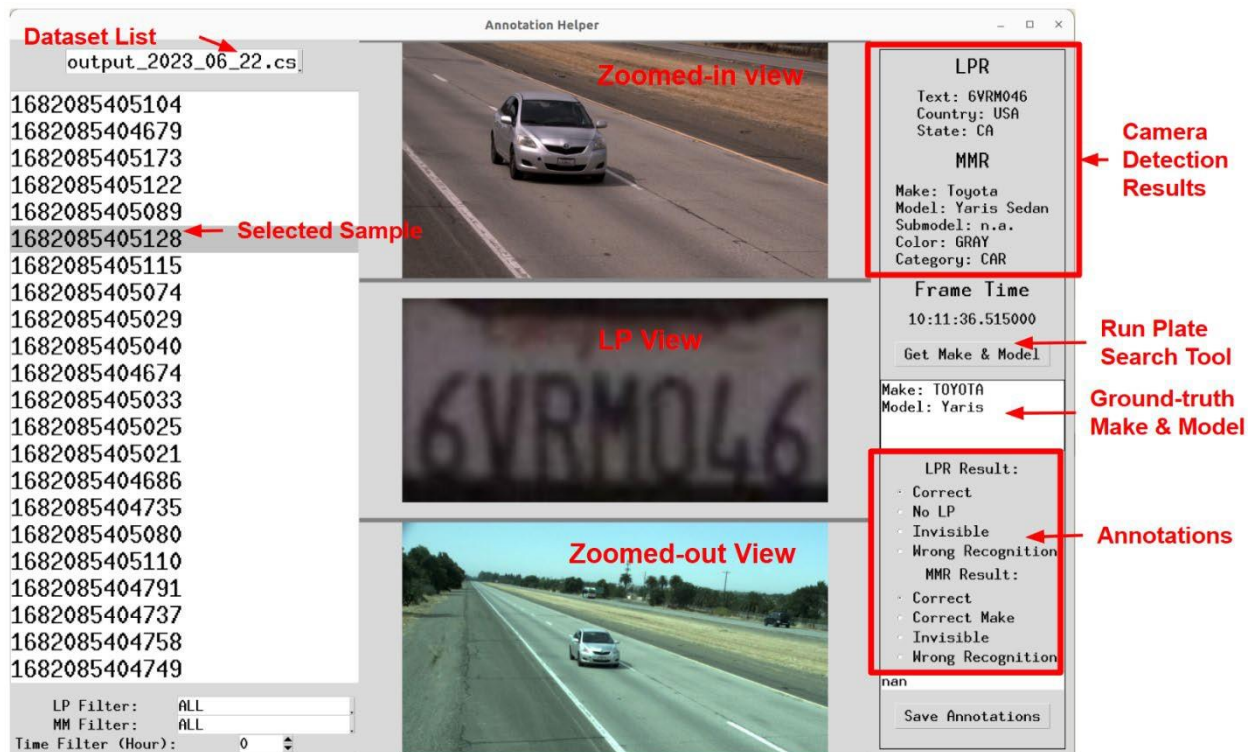 Annotation Helper
Dataset List
output_2023_06_22.cs
1682085405104
1682085404679
1682085405173
1682085405122
1682085405089
1682085405128
Selected Sample
1682085405115
1682085405074
1682085405029
1682085405040
1682085404674
1682085405033
1682085405025
1682085405021
1682085404686
1682085404735
1682085405080
1682085405110
1682085404791
1682085404737
1682085404758
1682085404749
LP Filter: ALL
MM Filter: ALL
Time Filter (Hour): 0
Zoomed-in view
LP View
6VRM046
Zoomed-out View
LPR
Text: 6VRM046
Country: USA
State: CA
MMR
Make: Toyota
Model: Yaris Sedan
Submodel: n.a.
Color: GRAY
Category: CAR
Camera
Detection
Results
Frame Time
10:11:36.515000
Get Make & Model
Run Plate
Search Tool
Make: TOYOTA
Model: Yaris
Ground-truth
Make & Model
LPR Result:
Correct
No LP
Invisible
Wrong Recognition
MMR Result:
Correct
Correct Make
Invisible
Wrong Recognition
Annotations
nan
Save Annotations